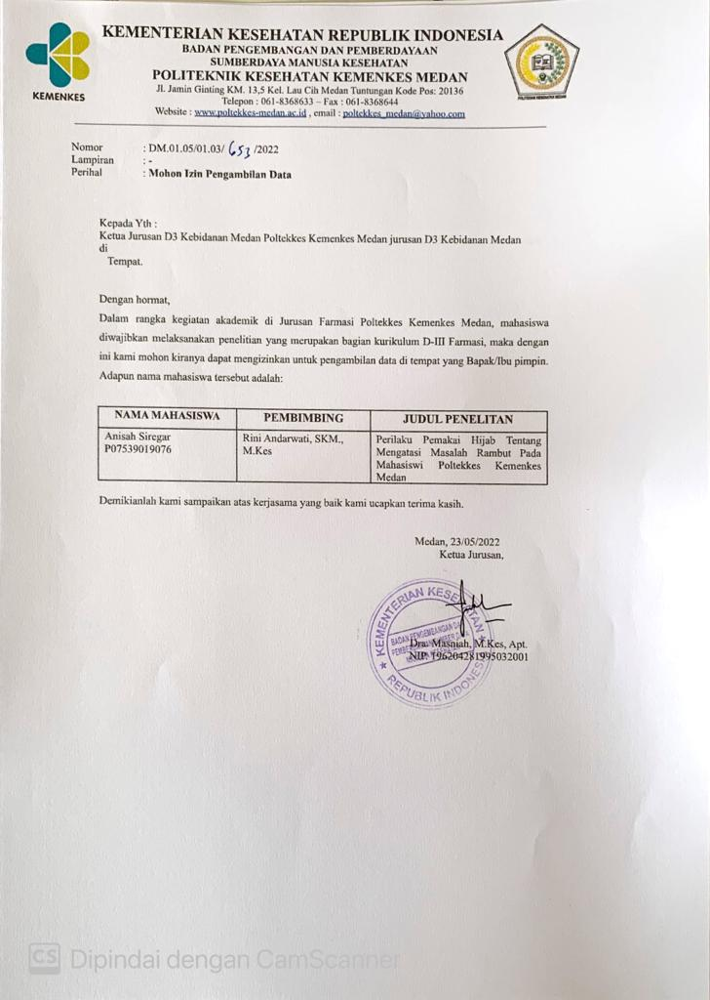 KEMENKES
KEMENTERIAN KESEHATAN REPUBLIK INDONESIA
BADAN PENGEMBANGAN DAN PEMBERDAYAAN
SUMBERDAYA MANUSIA KESEHATAN
POLITEKNIK KESEHATAN KEMENKES MEDAN
Jl. Jamin Ginting KM. 13,5 Kel. Lau Cih Medan Tuntungan Kode Pos: 20136
Telepon : 061-8368633 – Fax : 061-8368644
Website : www.poltekkes-medan.ac.id , email : poltekkes_medan@yahoo.com
Nomor : DM.01.05/01.03/ 653 /2022
Lampiran : -
Perihal : Mohon Izin Pengambilan Data
Kepada Yth :
Ketua Jurusan D3 Kebidanan Medan Poltekkes Kemenkes Medan jurusan D3 Kebidanan Medan
di
Tempat.
Dengan hormat,
Dalam rangka kegiatan akademik di Jurusan Farmasi Poltekkes Kemenkes Medan, mahasiswa
diwajibkan melaksanakan penelitian yang merupakan bagian kurikulum D-III Farmasi, maka dengan
ini kami mohon kiranya dapat mengizinkan untuk pengambilan data di tempat yang Bapak/Ibu pimpin.
Adapun nama mahasiswa tersebut adalah:
NAMA MAHASISWA PEMBIMBING JUDUL PENELITAN
Anisah Siregar
P07539019076
Rini Andarwati, SKM.,
M.Kes
Perilaku Pemakai Hijab Tentang
Mengatasi Masalah Rambut Pada
Mahasiswi Poltekkes Kemenkes
Medan
Demikianlah kami sampaikan atas kerjasama yang baik kami ucapkan terima kasih.
Medan, 23/05/2022
Ketua Jurusan,
KEMENTERIAN KESEHATAN
BADAN PENGEMBANGAN DAN
REPUBLIK INDONESIA
Dra. Masniah, M.Kes, Apt.
NIP. 196204281995032001
CS Dipindai dengan CamScanner